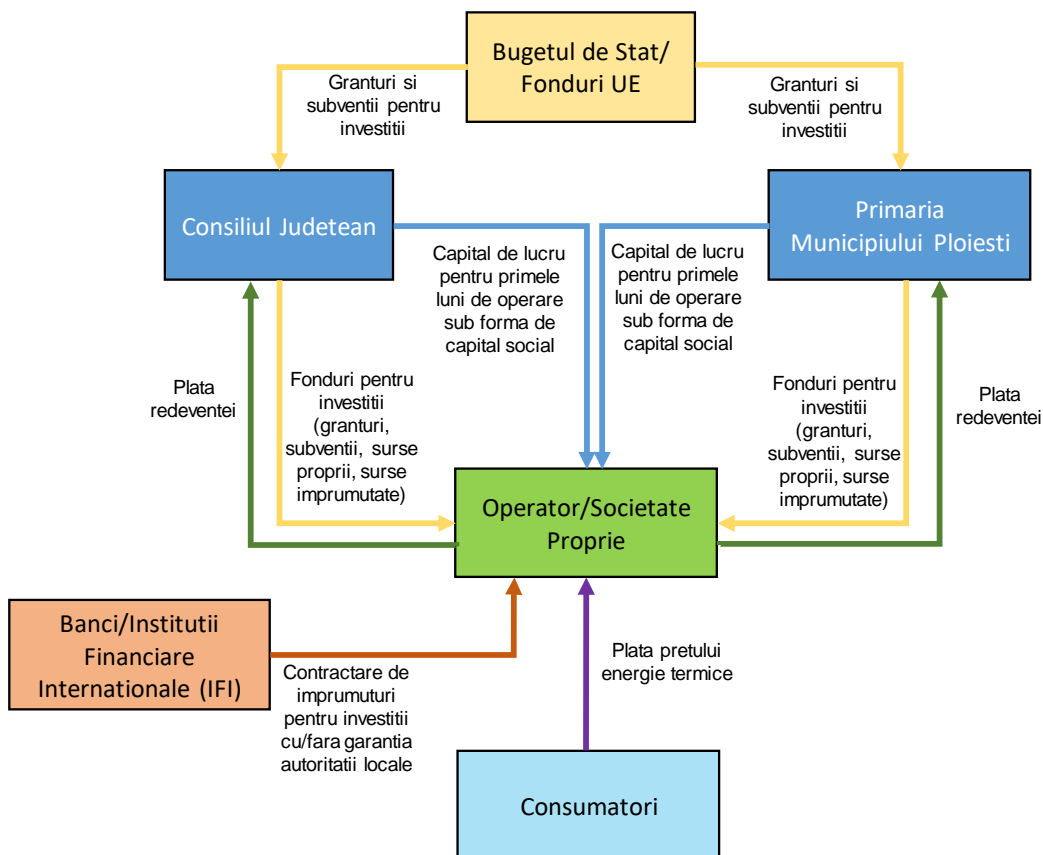 Bugetul de Stat/
Fonduri UE
Granturi si
subventii pentru
investitii
Granturi si
subventii pentru
investitii
Consiliul Judetean
Primaria
Municipiului Ploiesti
Capital de lucru
pentru primele
luni de operare
sub forma de
capital social
Capital de lucru
pentru primele
luni de operare
sub forma de
capital social
Plata
redeventei
Fonduri pentru
investitii
(granturi,
subventii, surse
proprii, surse
imprumutate)
Fonduri pentru
investitii
(granturi,
subventii, surse
proprii, surse
imprumutate)
Plata
redeventei
Operator/Societate
Proprie
Banci/Institutii
Financiare
Internationale (IFI)
Contractare de
imprumuturi
pentru investitii
cu/fara garantia
autoritatii locale
Plata pretului
energie termice
Consumatori